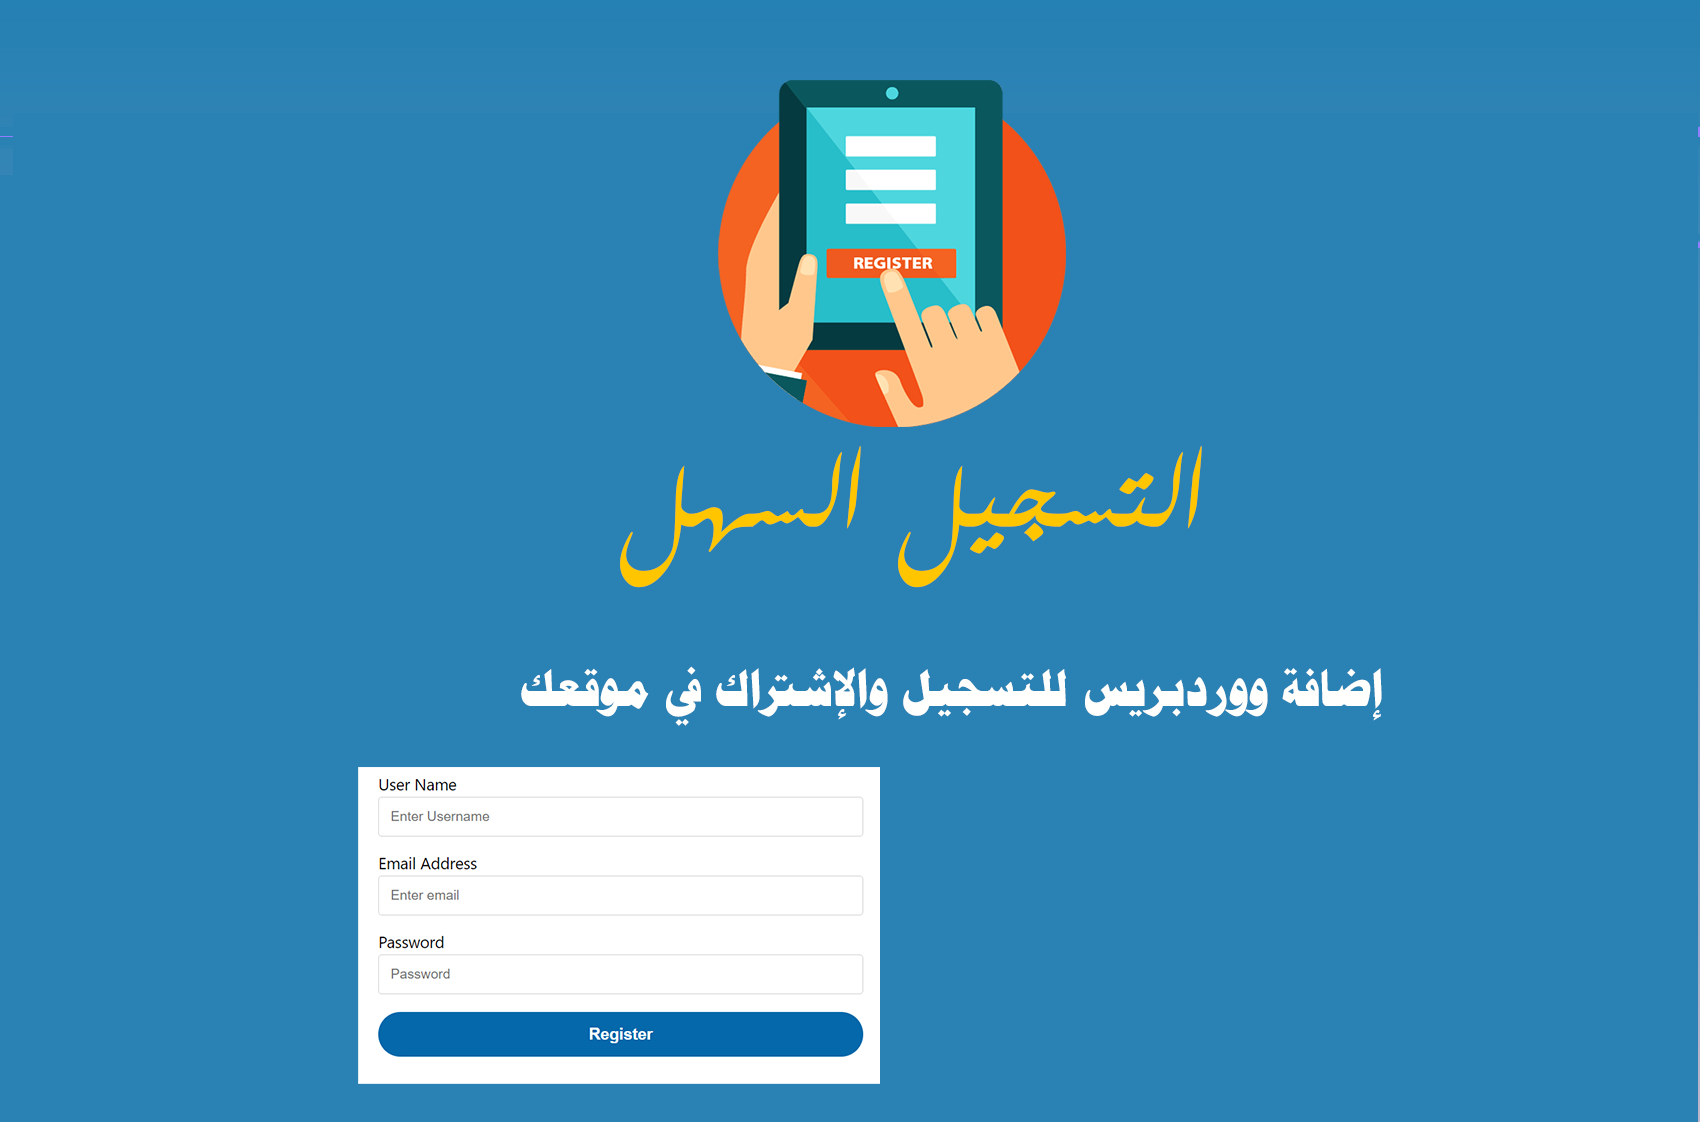 REGISTER
التسجيل السهل
إضافة ووردبريس للتسجيل والإشتراك في موقعك
User Name
Enter Username
Email Address
Enter email
Password
Password
Register